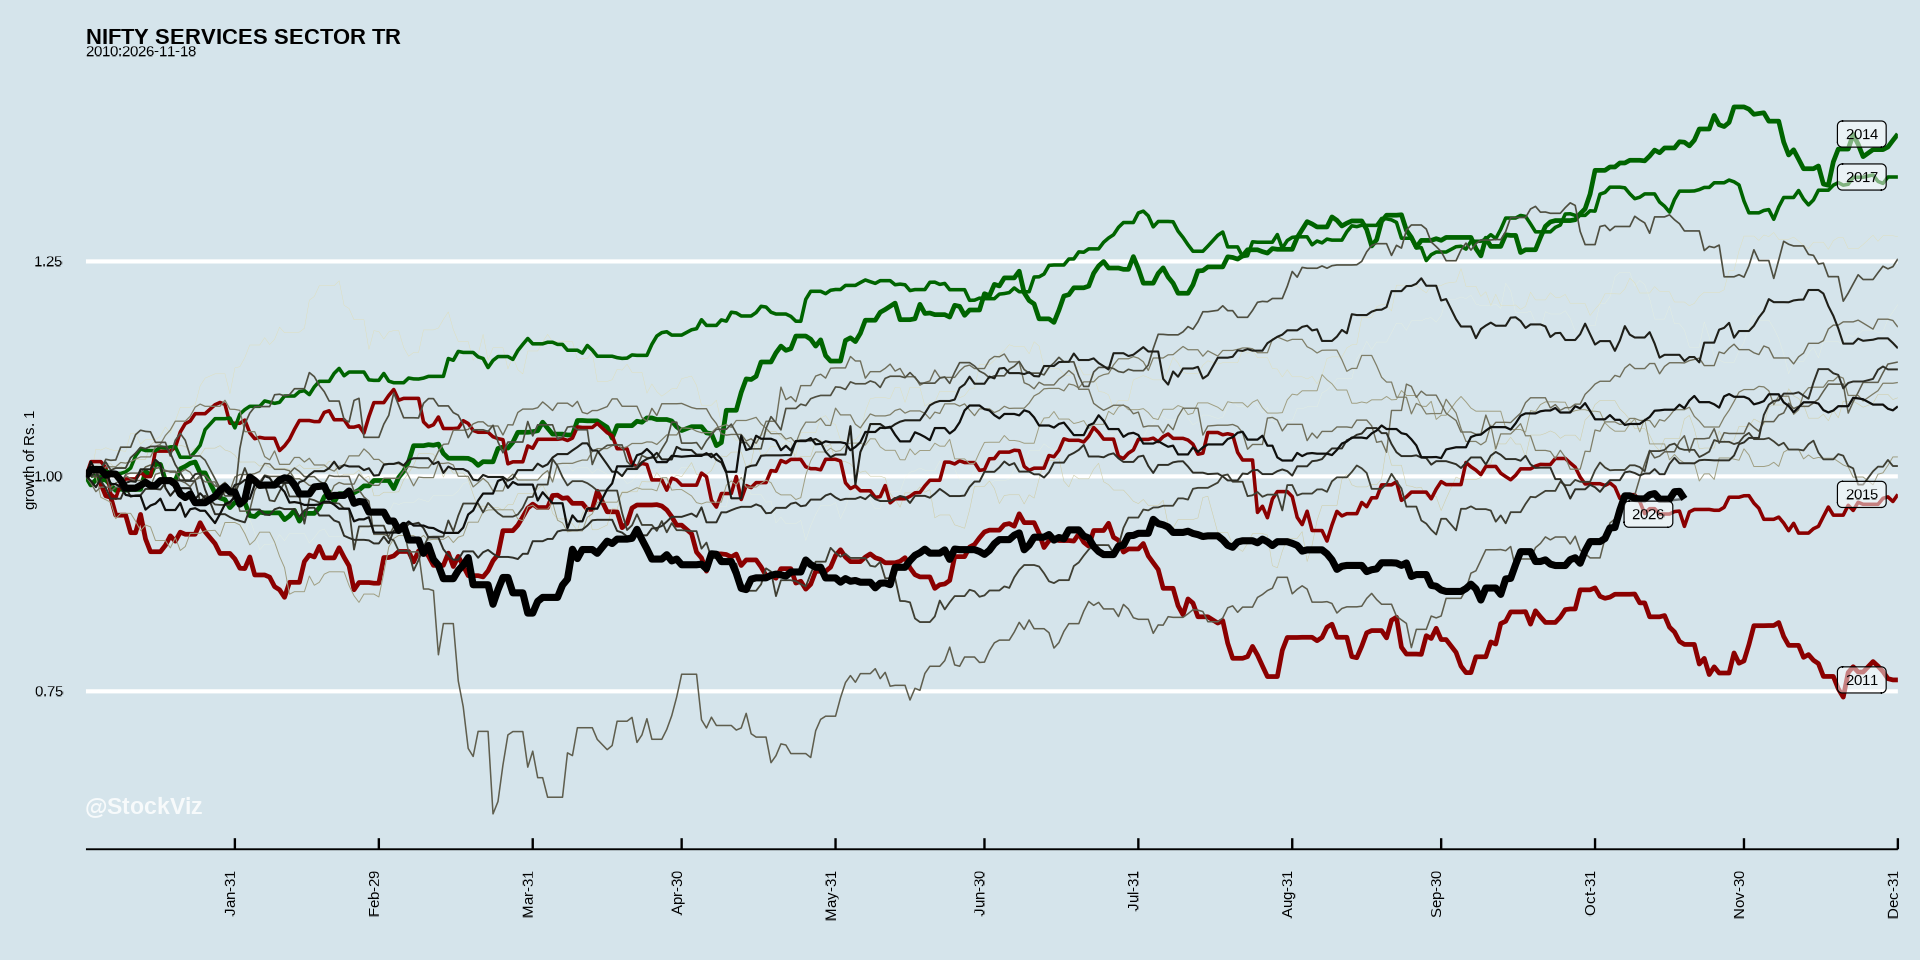 NIFTY SERVICES SECTOR TR
2010:2026-11-18
growth of Rs. 1
1.25
1.00
0.75
2014
2017
2015
2026
2011
@StockViz
Jan-31
Feb-29
Mar-31
Apr-30
May-31
Jun-30
Jul-31
Aug-31
Sep-30
Oct-31
Nov-30
Dec-31